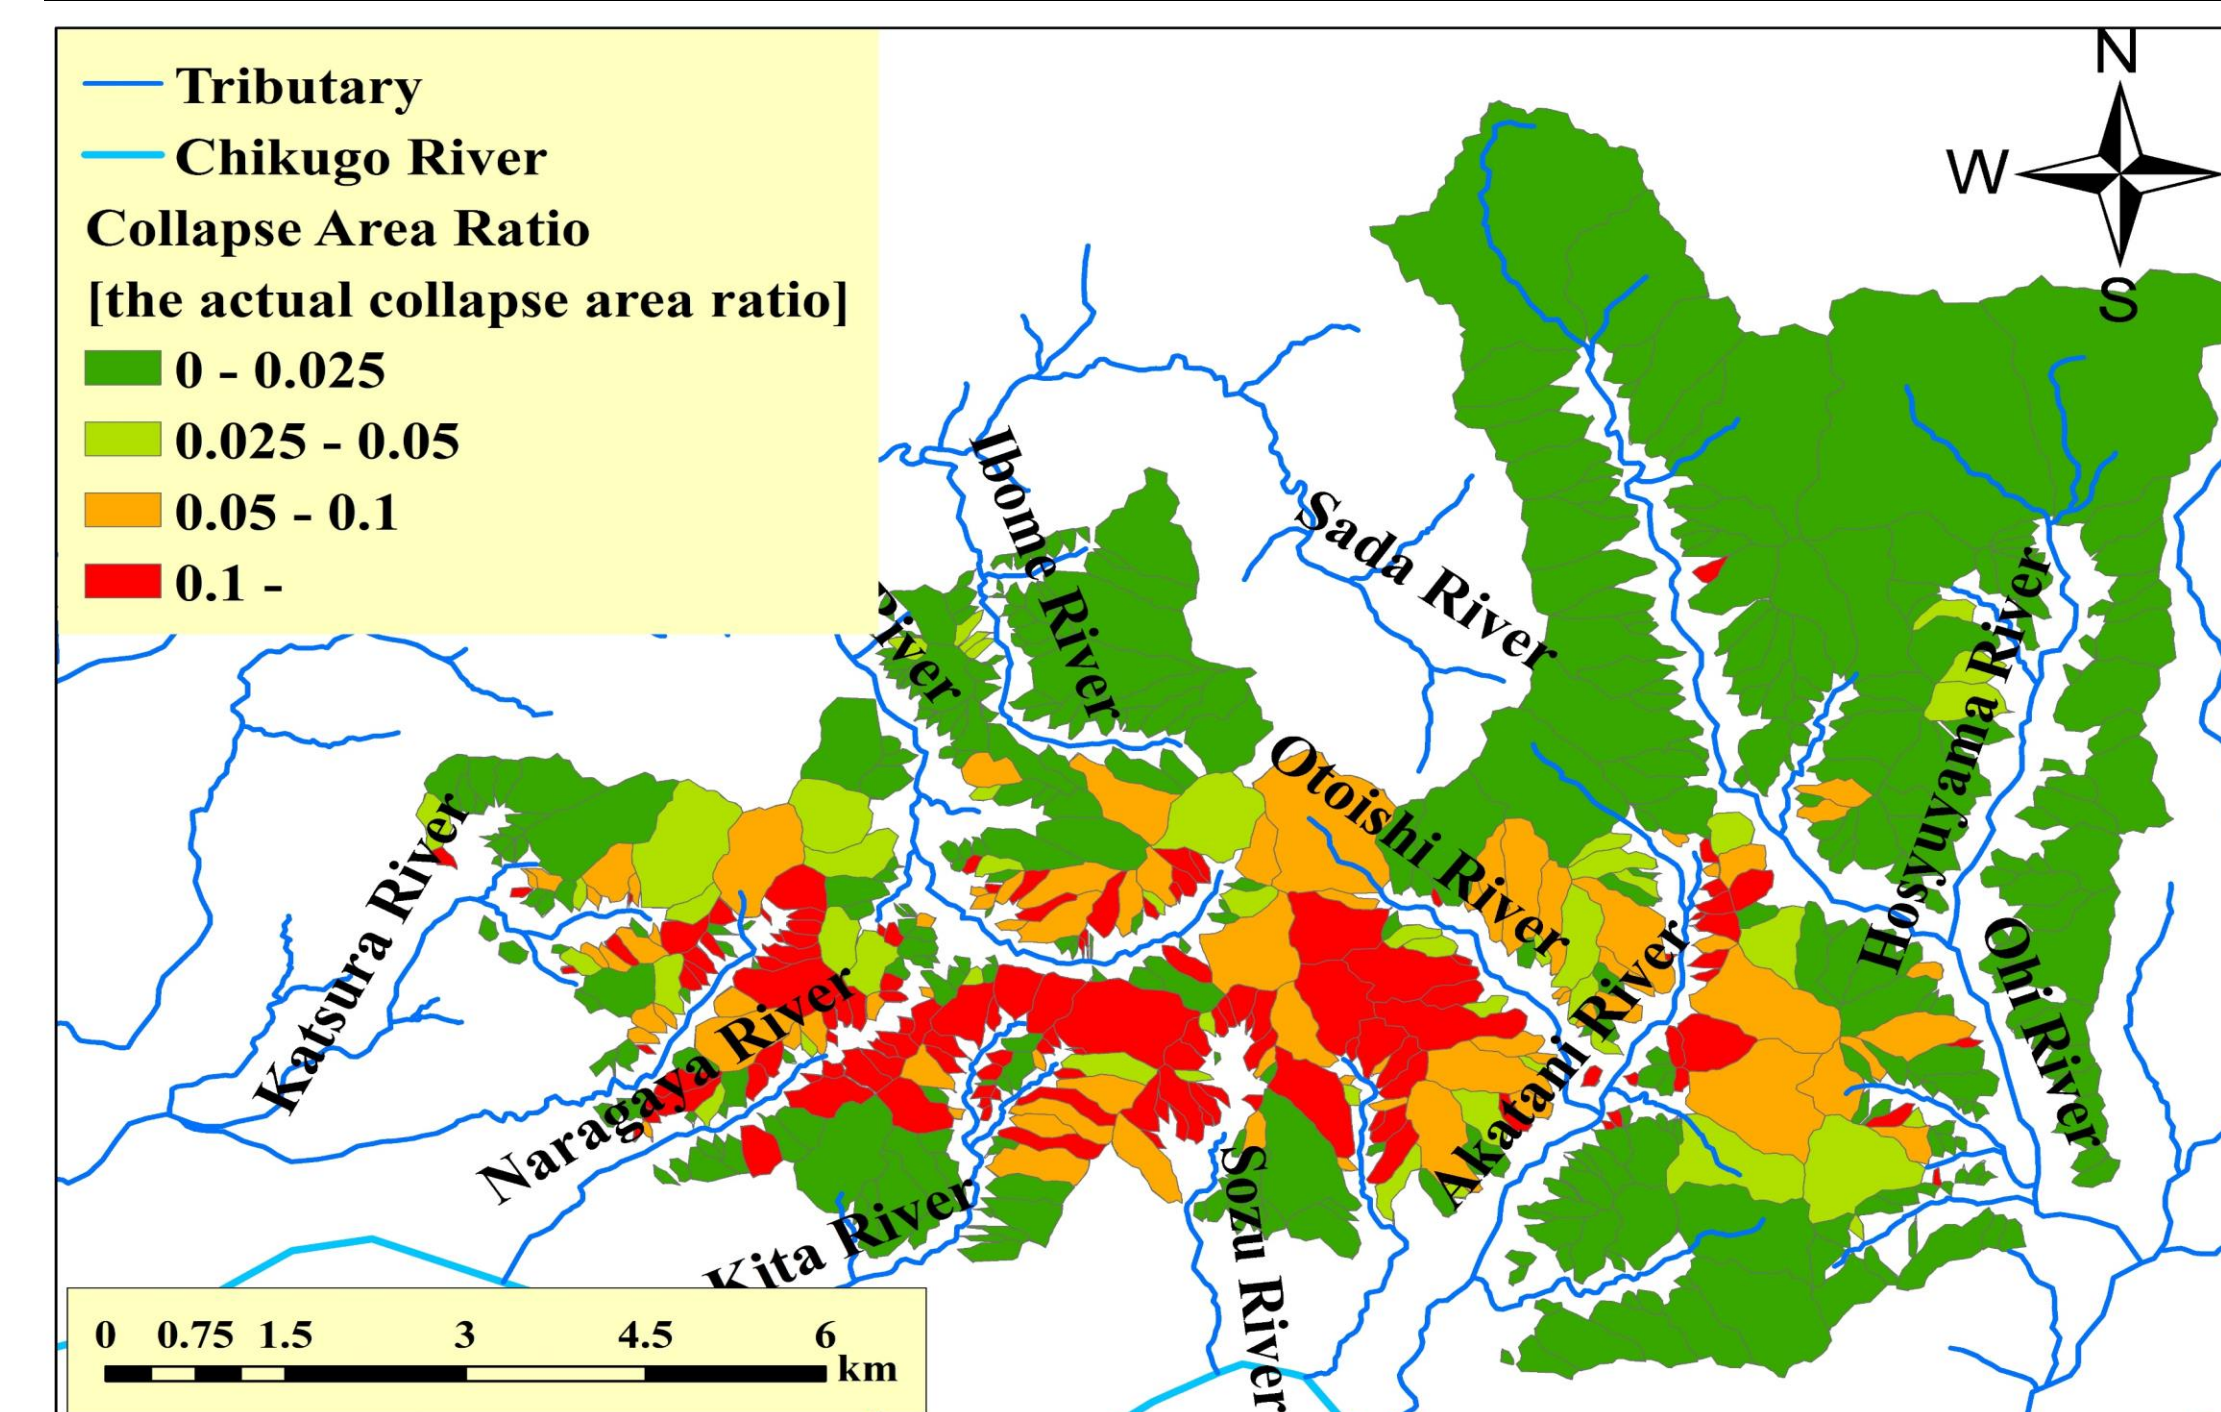 Tributary
Chikugo River
Collapse Area Ratio
[the actual collapse area ratio]
0 - 0.025
0.025 - 0.05
0.05 - 0.1
0.1 -
N
W
S
Ibome River
Sada River
River
Otoishi River
Hosyuyama River
Katsura River
Ohi River
Akatani River
Naragaya River
Kita River
Sozu River
0 0.75 1.5 3 4.5 6
km